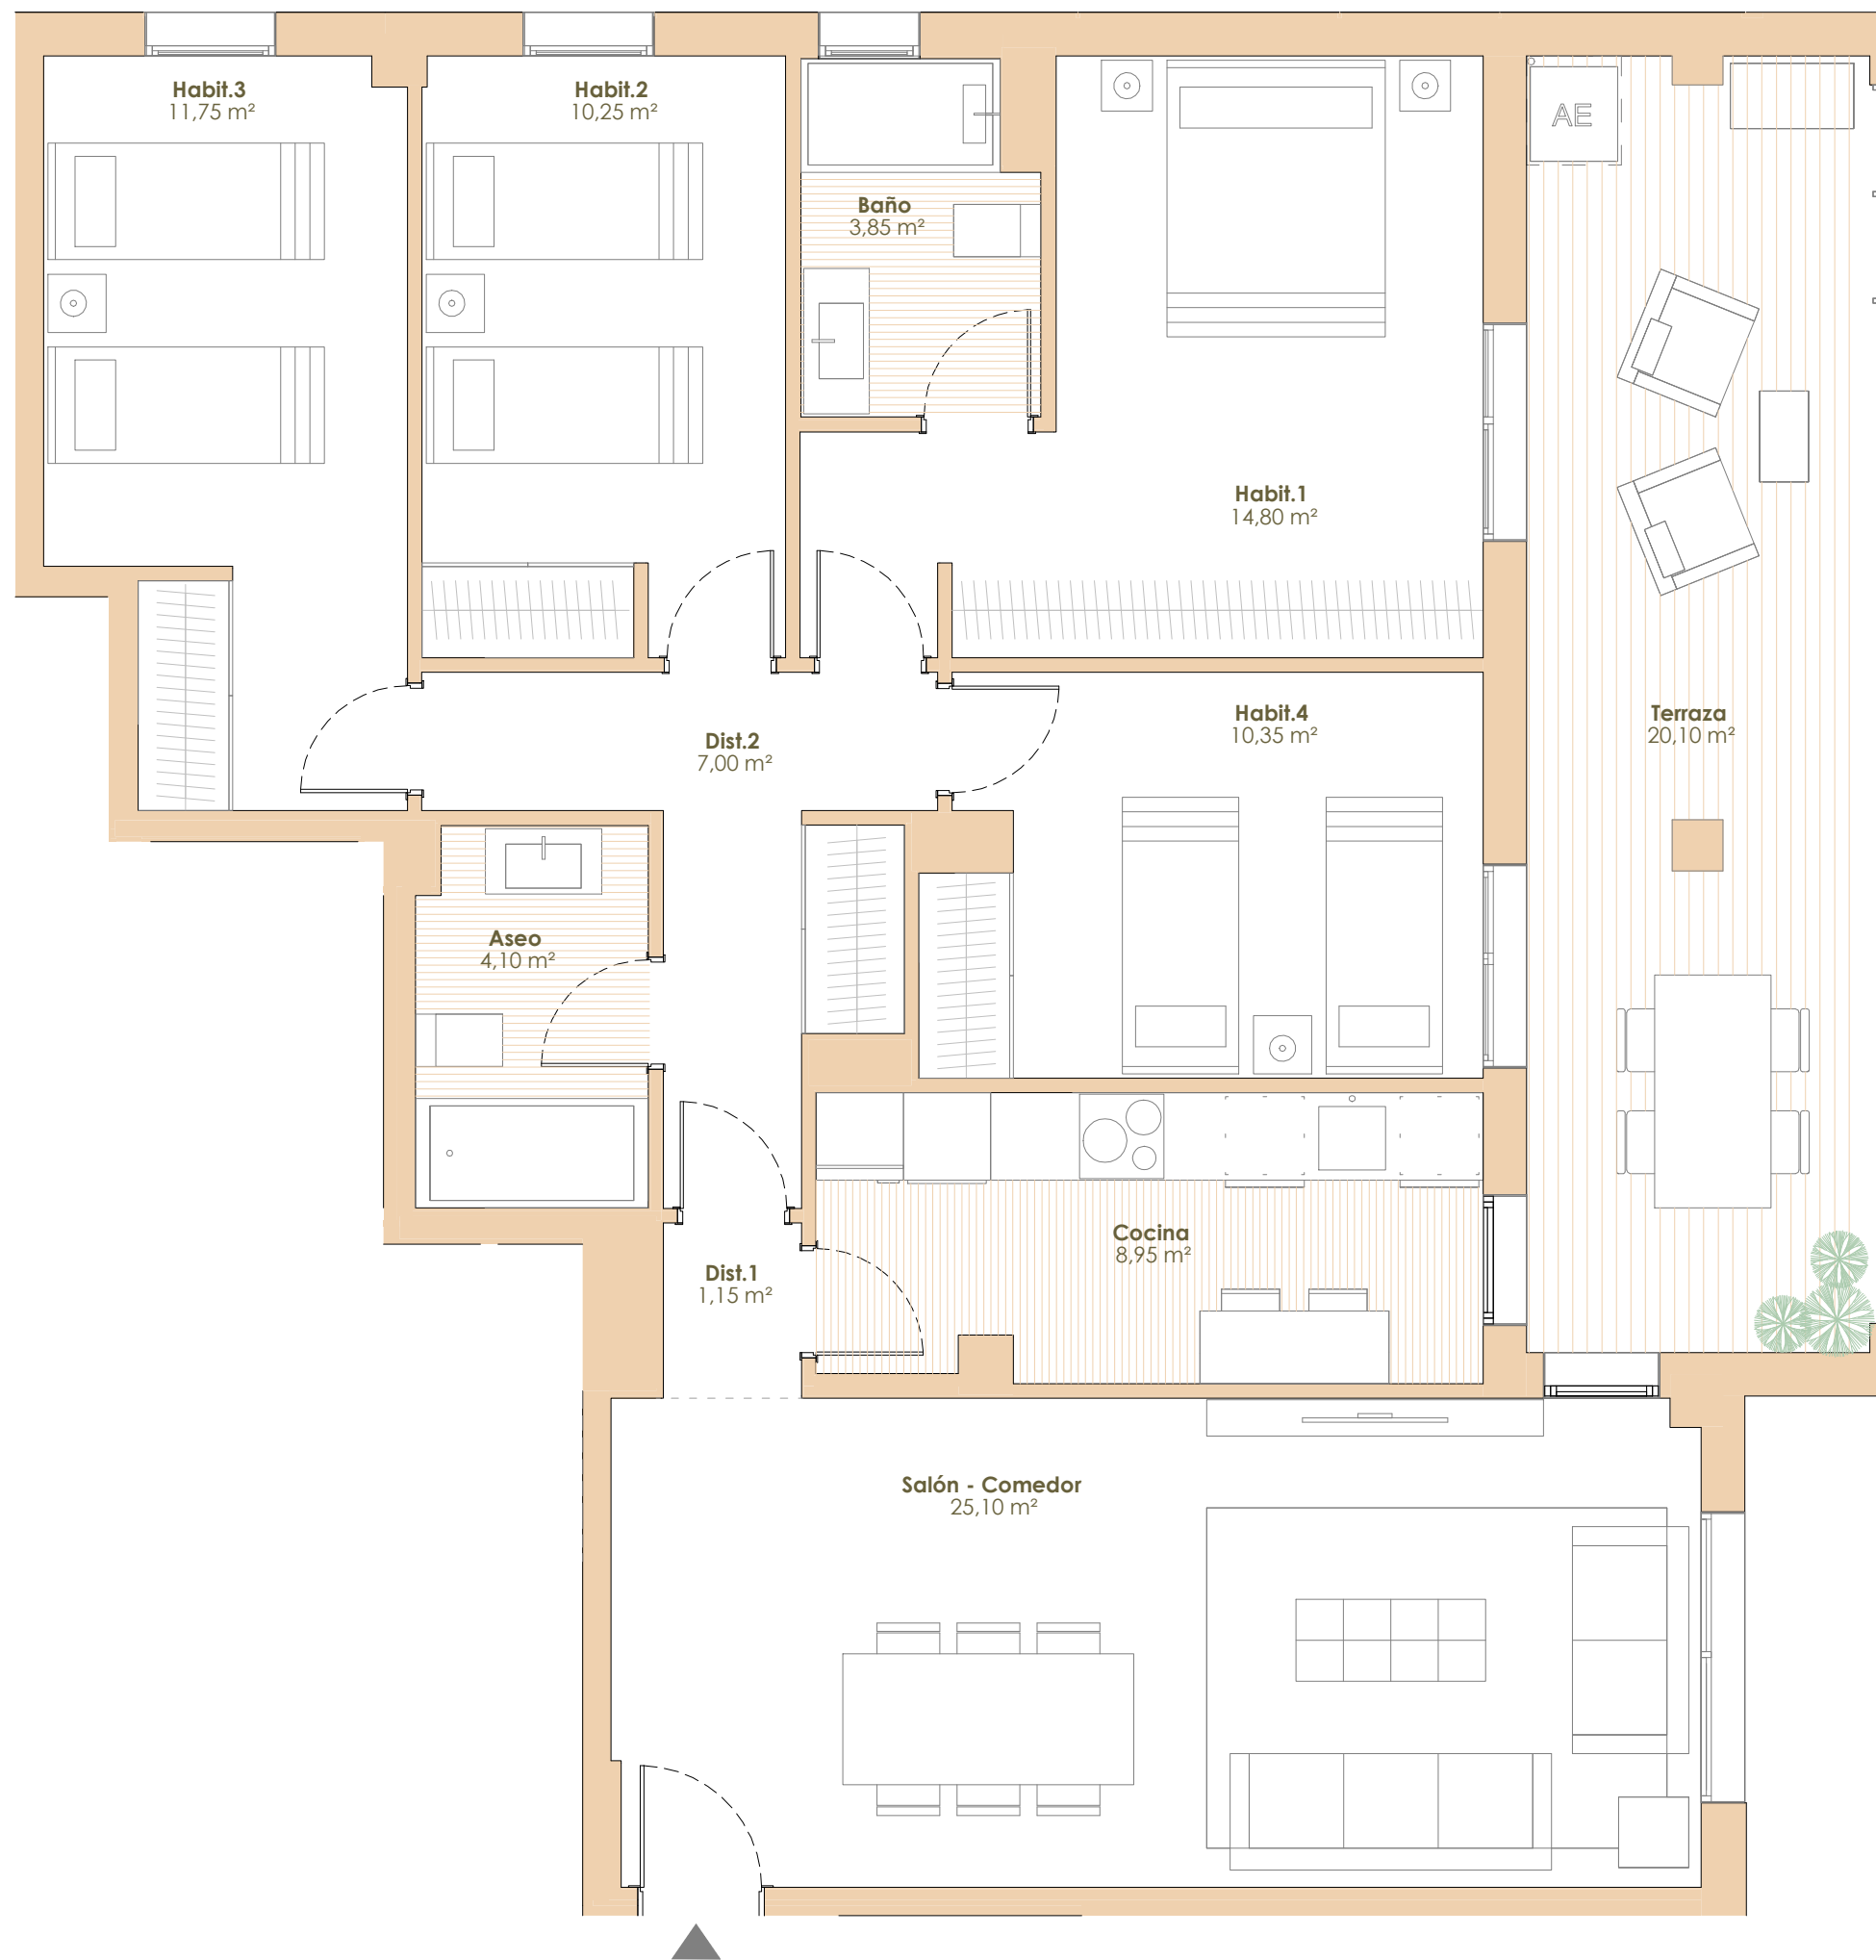 Habit.3
11,75 m²
Habit.2
10,25 m²
AE
Baño
3,85 m²
Habit.1
14,80 m²
Habit.4
10,35 m²
Terraza
20,10 m²
Dist.2
7,00 m²
Aseo
4,10 m²
Cocina
8,95 m²
Dist.1
1,15 m²
Salón - Comedor
25,10 m²